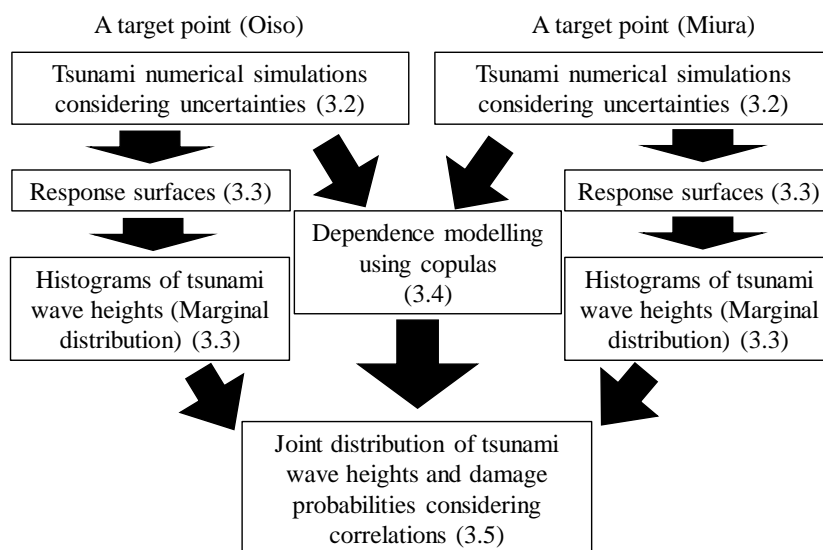 A target point (Oiso)
A target point (Miura)
Tsunami numerical simulations
considering uncertainties (3.2)
Tsunami numerical simulations
considering uncertainties (3.2)
Response surfaces (3.3)
Response surfaces (3.3)
Dependence modelling
using copulas
(3.4)
Histograms of tsunami
wave heights (Marginal
distribution) (3.3)
Histograms of tsunami
wave heights (Marginal
distribution) (3.3)
Joint distribution of tsunami
wave heights and damage
probabilities considering
correlations (3.5)